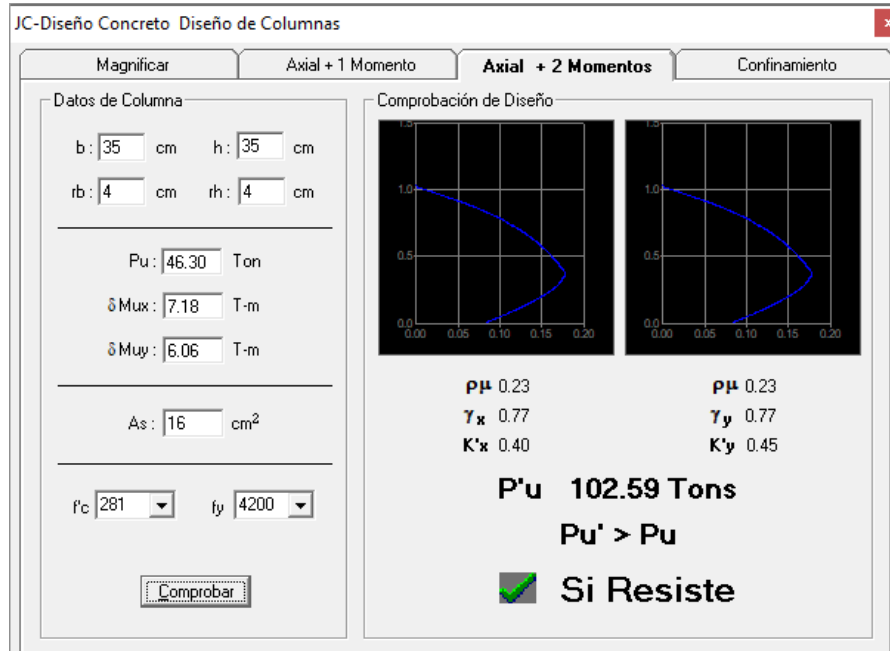 JC-Diseño Concreto Diseño de Columnas
Magnificar Axial + 1 Momento Axial + 2 Momentos Confinamiento
Datos de Columna
b : 35 cm h : 35 cm
rb : 4 cm rh : 4 cm
Pu : 46.30 Ton
δ Mux : 7.18 T-m
δ Muy : 6.06 T-m
As : 16 cm²
f'c 281 fy 4200
Comprobar
Comprobación de Diseño
1.5
1.0
0.5
0.0
0.00 0.05 0.10 0.15 0.20
1.5
1.0
0.5
0.0
0.00 0.05 0.10 0.15 0.20
ρμ 0.23 ρμ 0.23
γx 0.77 γy 0.77
K'x 0.40 K'y 0.45
P'u 102.59 Tons
Pu' > Pu
Si Resiste